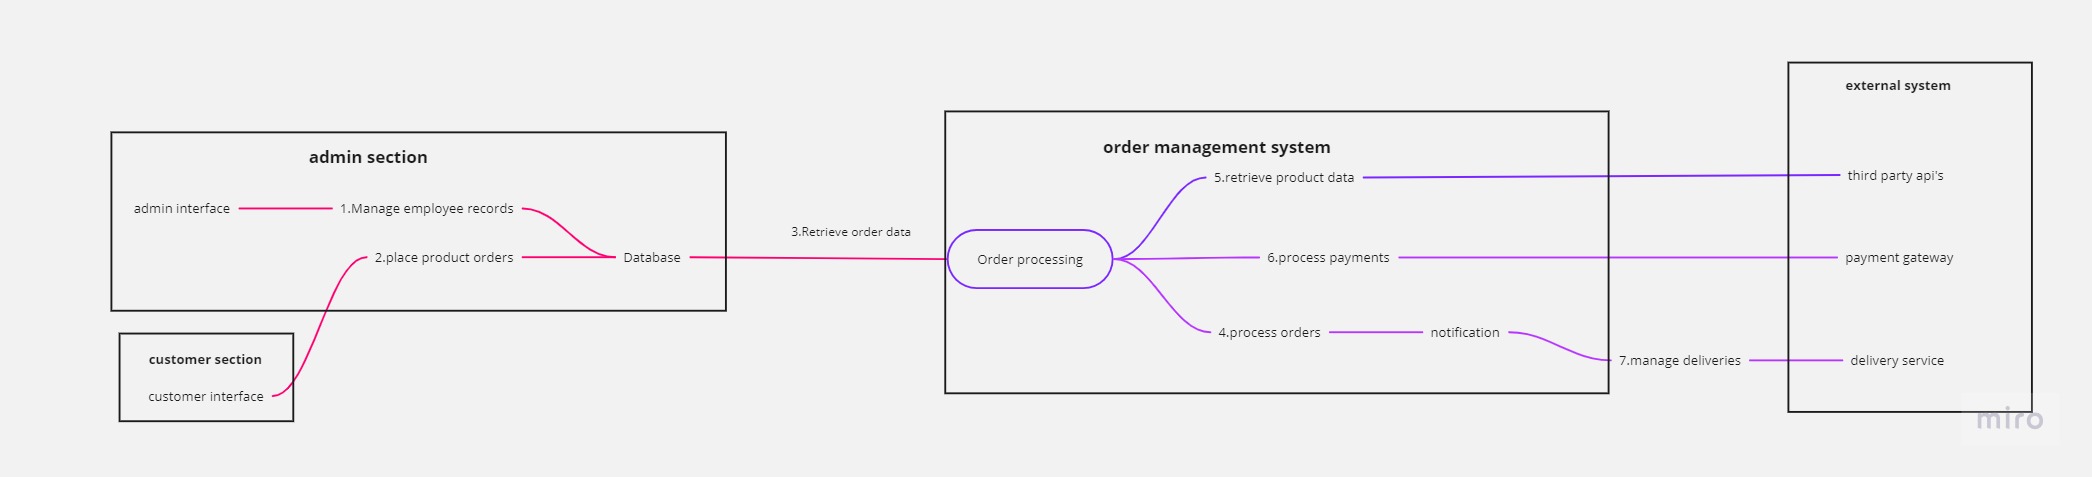 external system
admin section
order management system
admin interface
1.Manage employee records
2.place product orders
Database
3.Retrieve order data
Order processing
5.retrieve product data
third party api's
6.process payments
payment gateway
4.process orders
notification
7.manage deliveries
delivery service
customer section
customer interface
miro